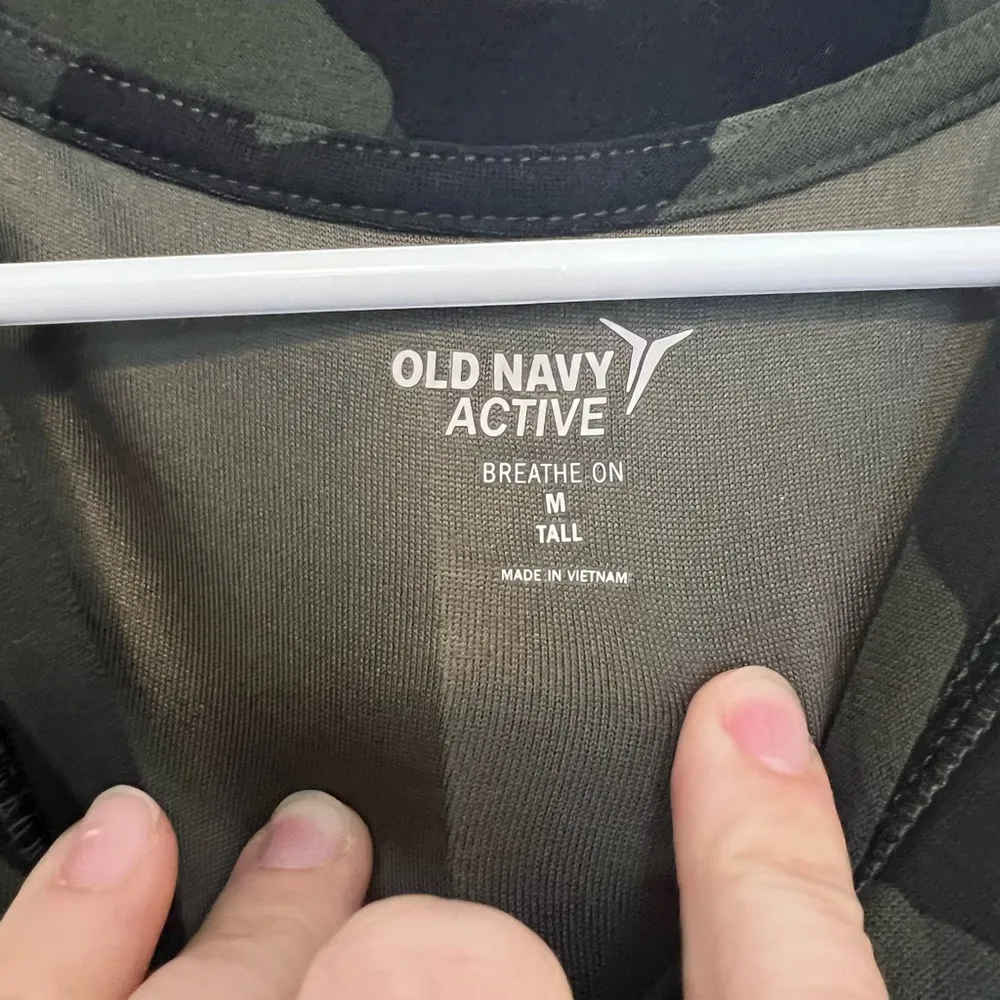 OLD NAVY
ACTIVE
BREATHE ON
M
TALL
MADE IN VIETNAM